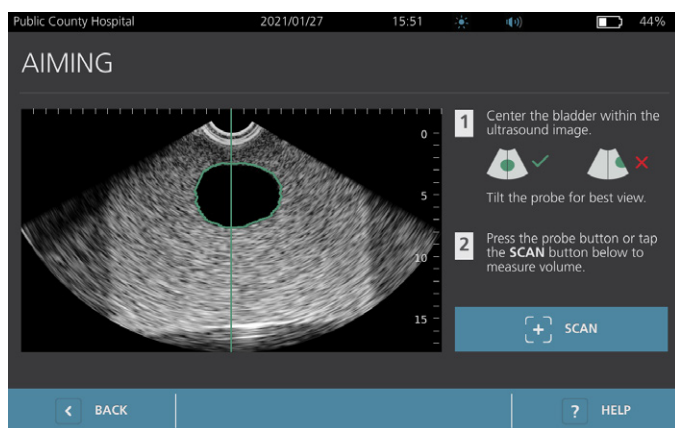 Public County Hospital 2021/01/27 15:51 44%
AIMING
0
5
10
15
1 Center the bladder within the
ultrasound image.
Tilt the probe for best view.
2 Press the probe button or tap
the SCAN button below to
measure volume.
SCAN
BACK
? HELP